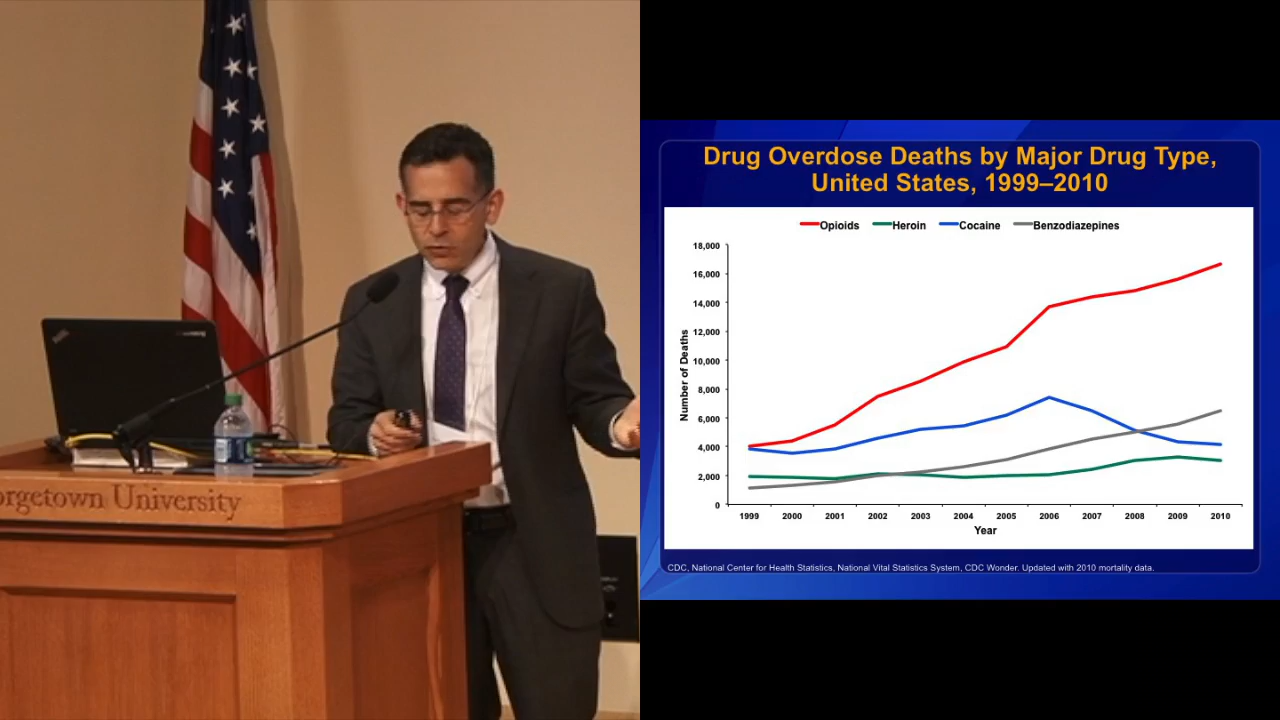 orgetown University
Drug Overdose Deaths by Major Drug Type,
United States, 1999–2010
Opioids Heroin Cocaine Benzodiazepines
18,000
16,000
14,000
12,000
10,000
8,000
6,000
4,000
2,000
0
Number of Deaths
1999 2000 2001 2002 2003 2004 2005 2006 2007 2008 2009 2010
Year
CDC, National Center for Health Statistics, National Vital Statistics System, CDC Wonder. Updated with 2010 mortality data.